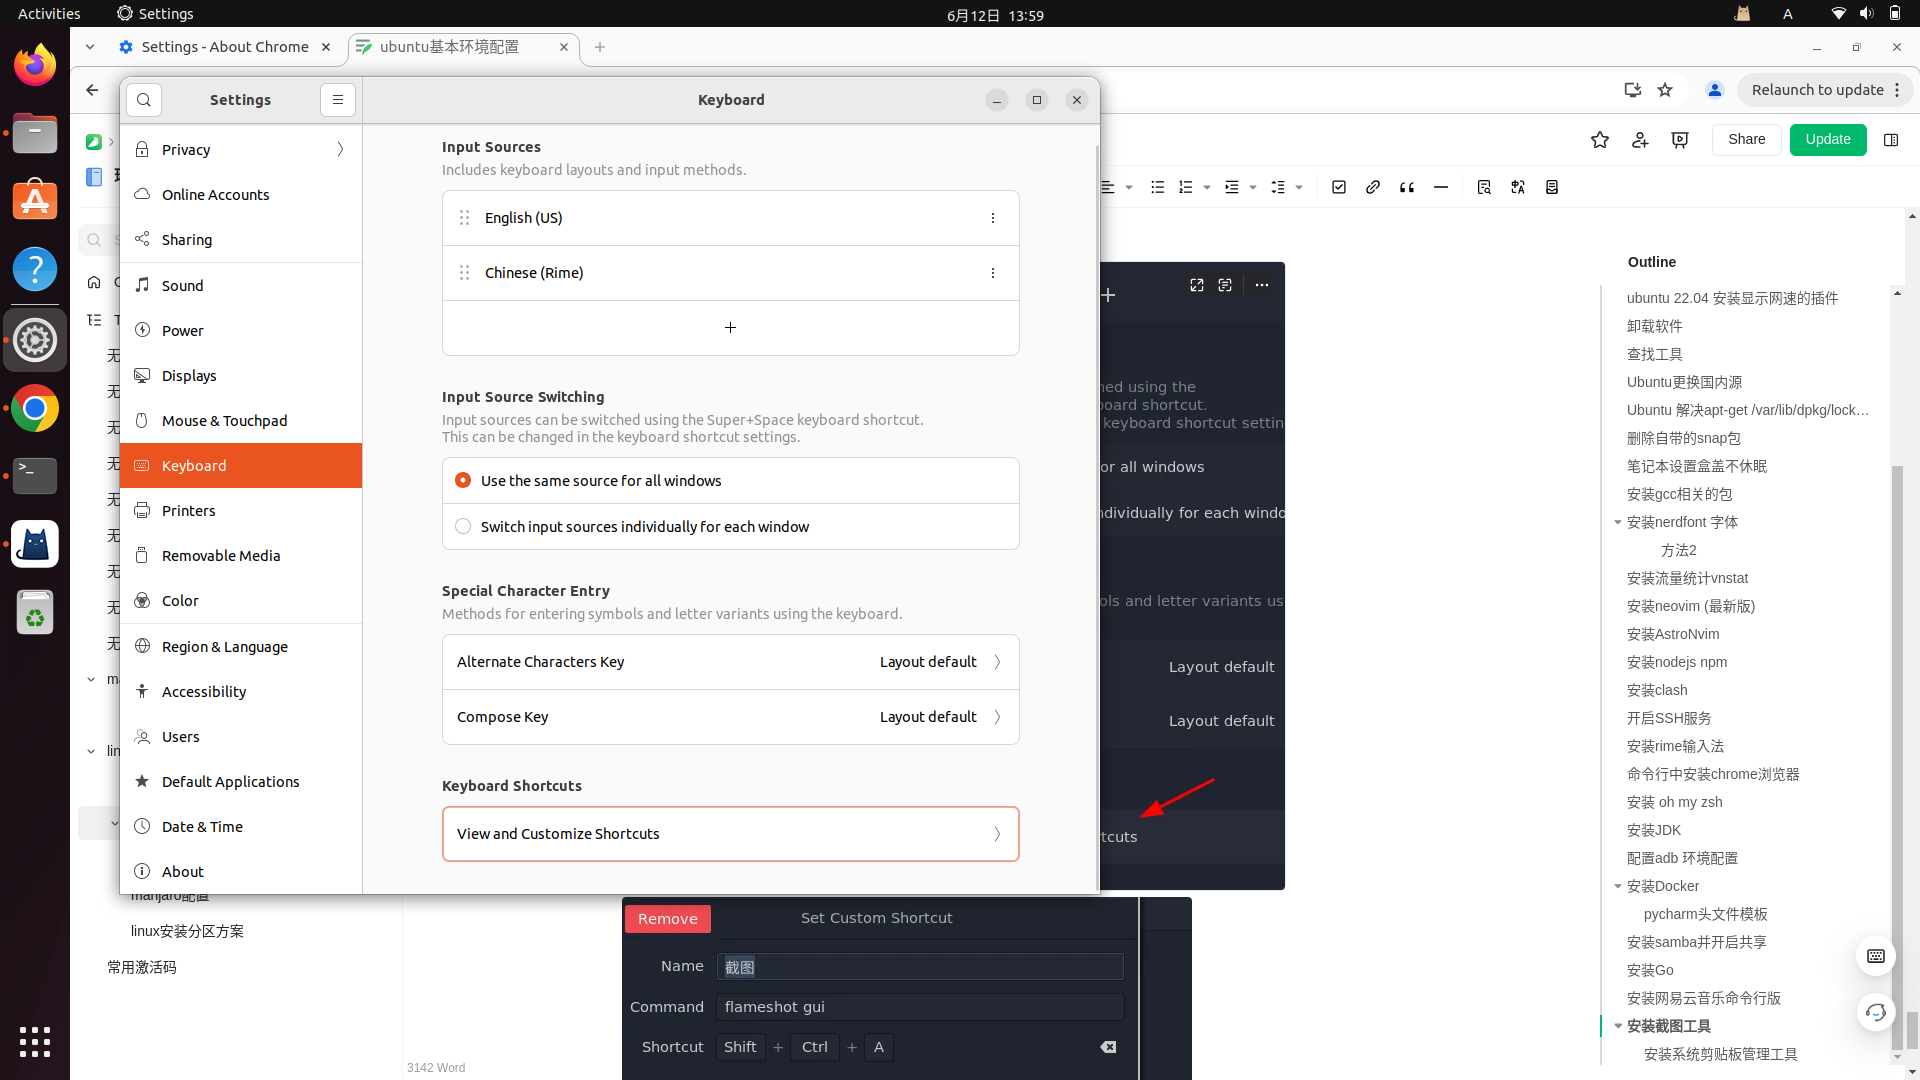 Activities
Settings
6月12日 13:59
A
Settings - About Chrome
ubuntu基本环境配置
Relaunch to update
Settings
Keyboard
Share
Update
Privacy
Online Accounts
Sharing
Sound
Power
Displays
Mouse & Touchpad
Keyboard
Printers
Removable Media
Color
Region & Language
Accessibility
Users
Default Applications
Date & Time
About
Input Sources
Includes keyboard layouts and input methods.
English (US)
Chinese (Rime)
Input Source Switching
Input sources can be switched using the Super+Space keyboard shortcut.
This can be changed in the keyboard shortcut settings.
Use the same source for all windows
Switch input sources individually for each window
Special Character Entry
Methods for entering symbols and letter variants using the keyboard.
Alternate Characters Key
Layout default
Compose Key
Layout default
Keyboard Shortcuts
View and Customize Shortcuts
using the
shortcut.
keyboard shortcut
for all windows
individually for each
and letter variants
Layout default
Layout default
manjaro配置
linux安装分区方案
常用激活码
3142 Word
Remove
Set Custom Shortcut
Name
截图
Command
flameshot gui
Shortcut
Shift + Ctrl + A
Outline
ubuntu 22.04 安装显示网速的插件
卸载软件
查找工具
Ubuntu更换国内源
Ubuntu 解决apt-get /var/lib/dpkg/lock…
删除自带的snap包
笔记本设置盒盖不休眠
安装gcc相关的包
安装nerdfont 字体
方法2
安装流量统计vnstat
安装neovim (最新版)
安装AstroNvim
安装nodejs npm
安装clash
开启SSH服务
安装rime输入法
命令行中安装chrome浏览器
安装 oh my zsh
安装JDK
配置adb 环境配置
安装Docker
pycharm头文件模板
安装samba并开启共享
安装Go
安装网易云音乐命令行版
安装截图工具
安装系统剪贴板管理工具